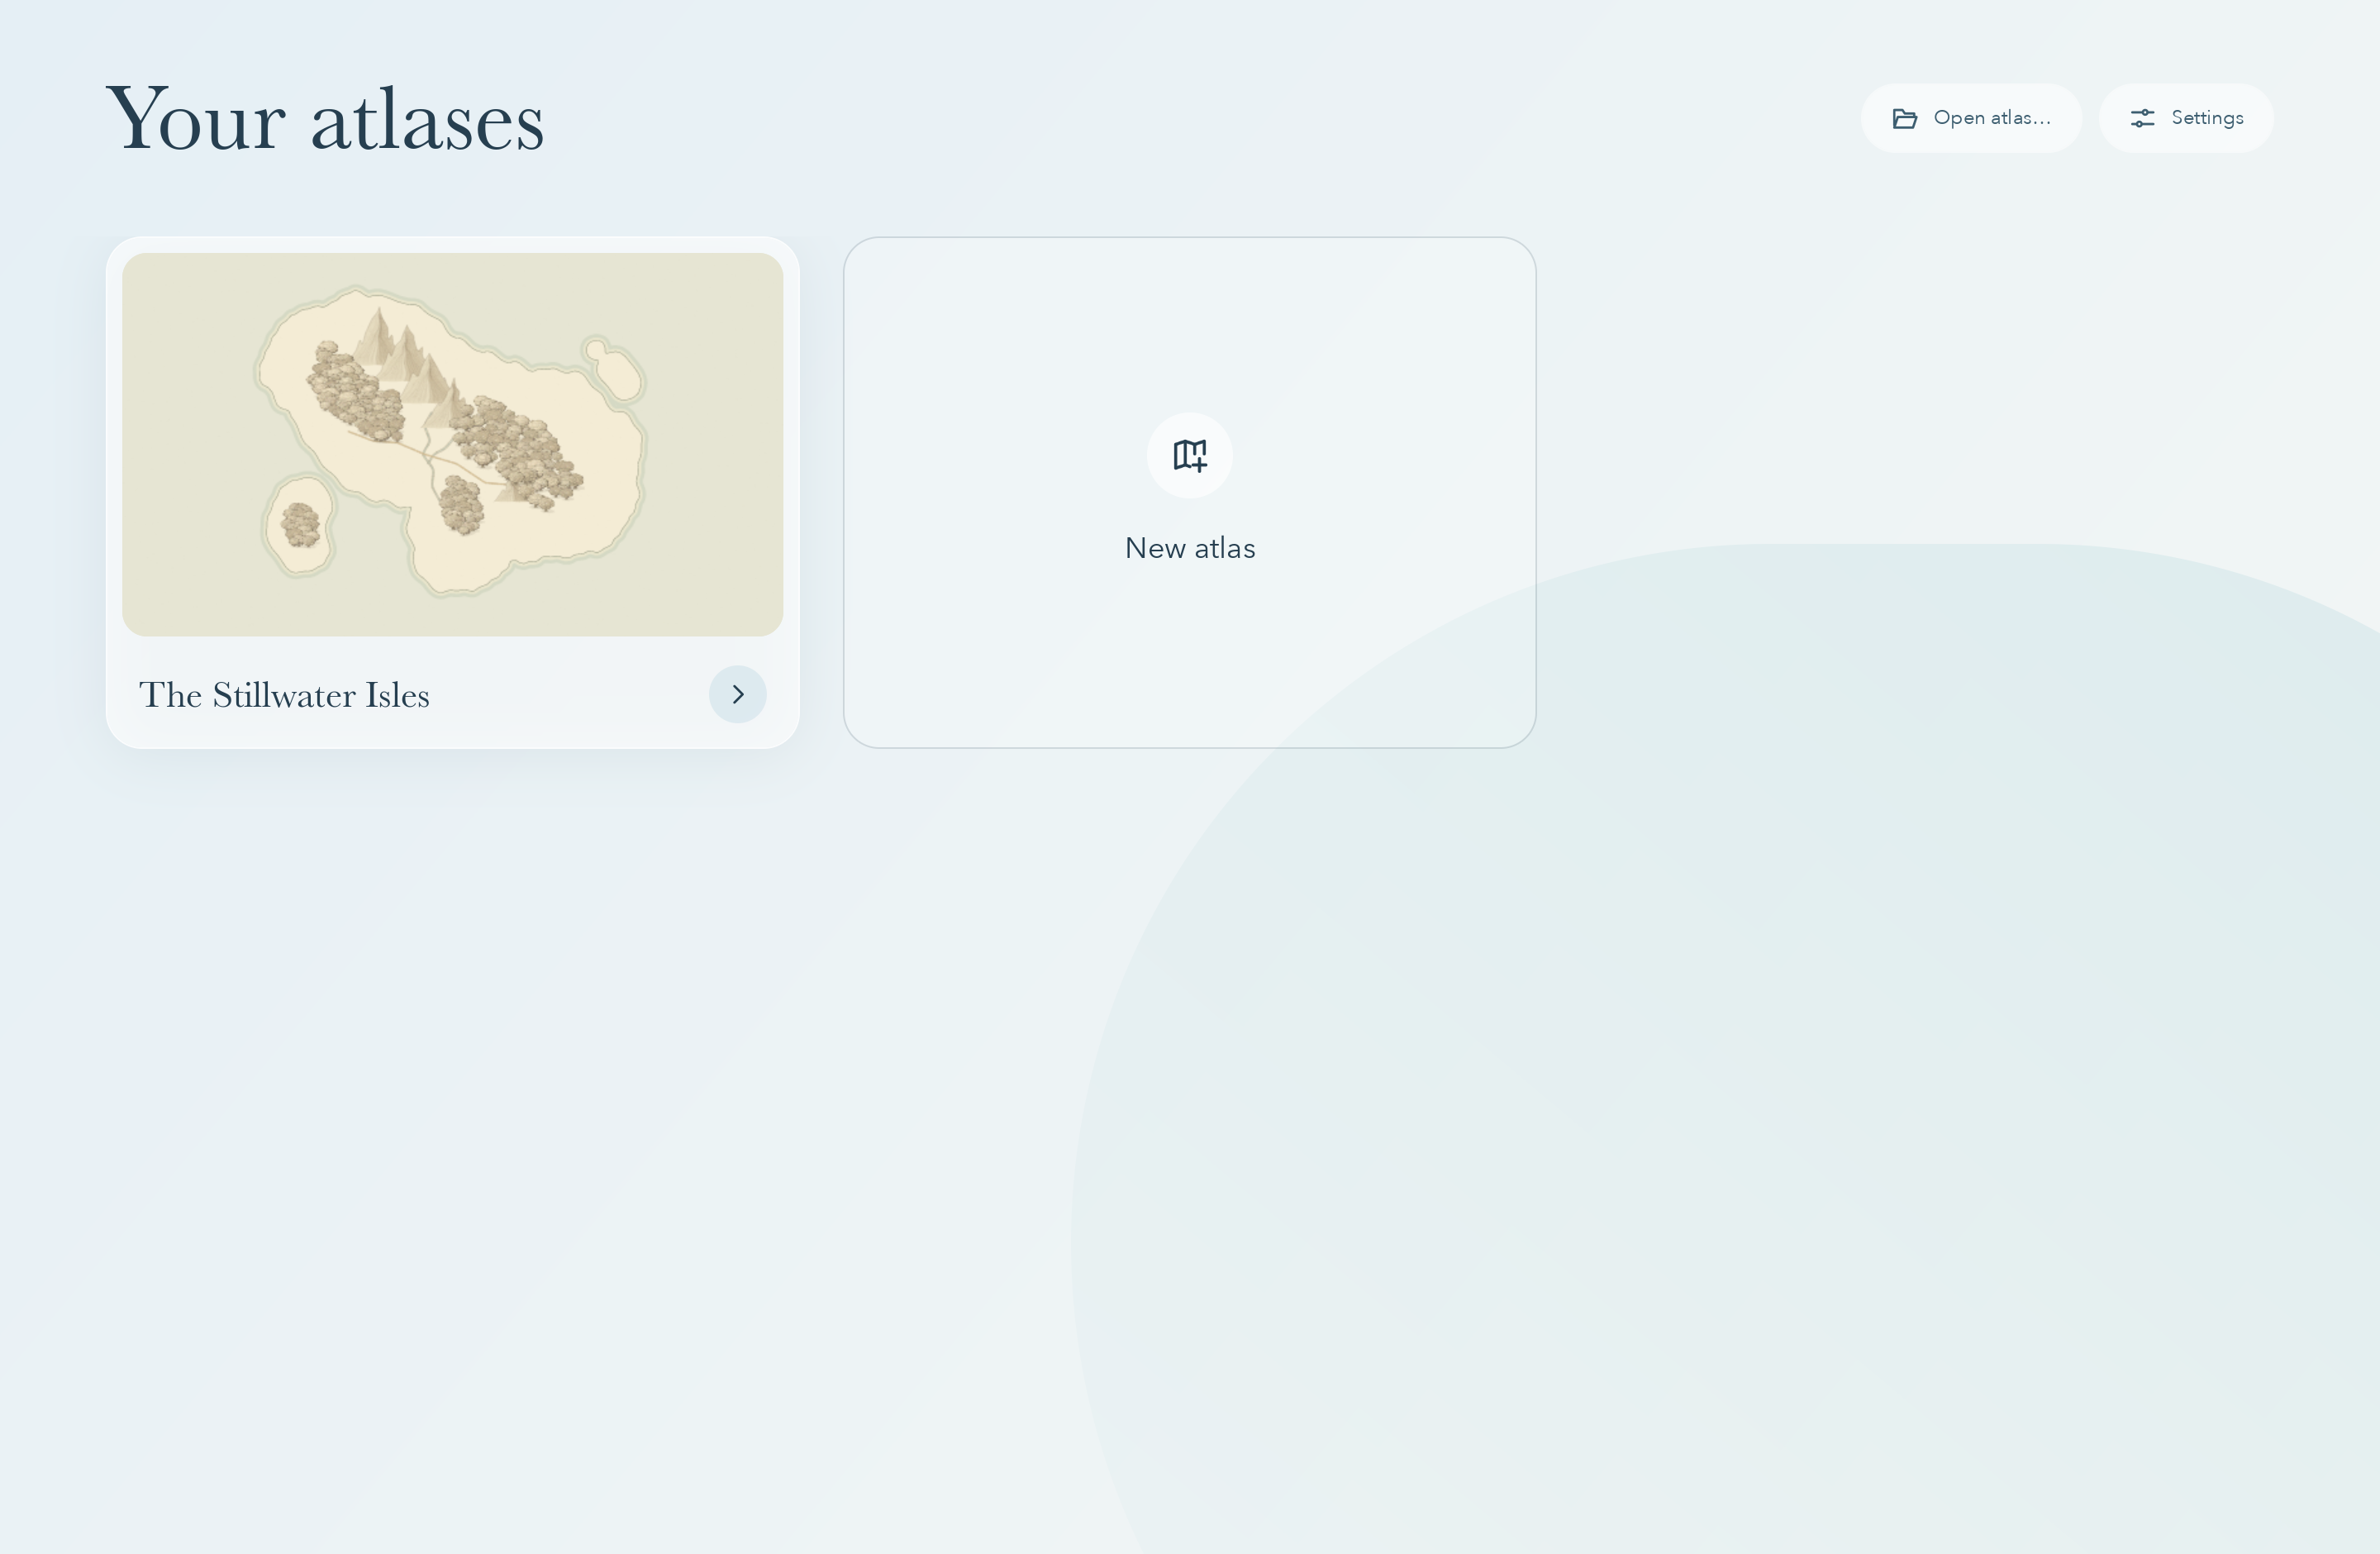 Your atlases
Open atlas...
Settings
New atlas
The Stillwater Isles